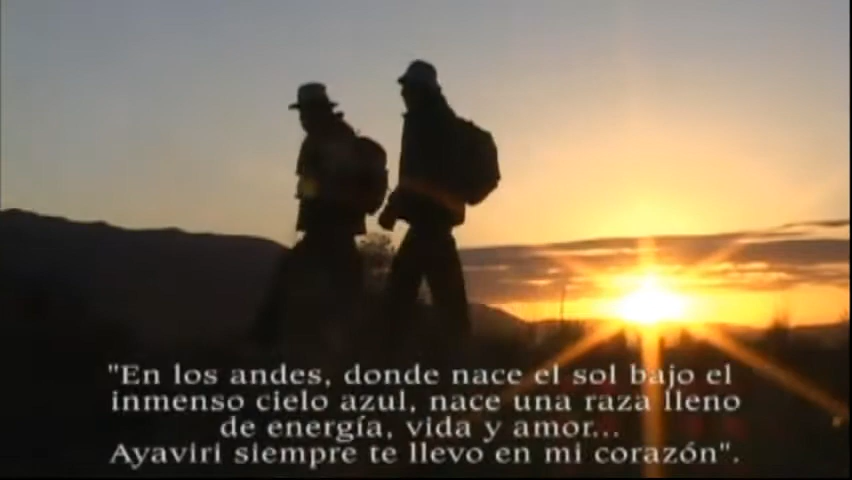 "En los andes, donde nace el sol bajo el
inmenso cielo azul, nace una raza lleno
de energía, vida y amor...
Ayaviri siempre te llevo en mi corazón".